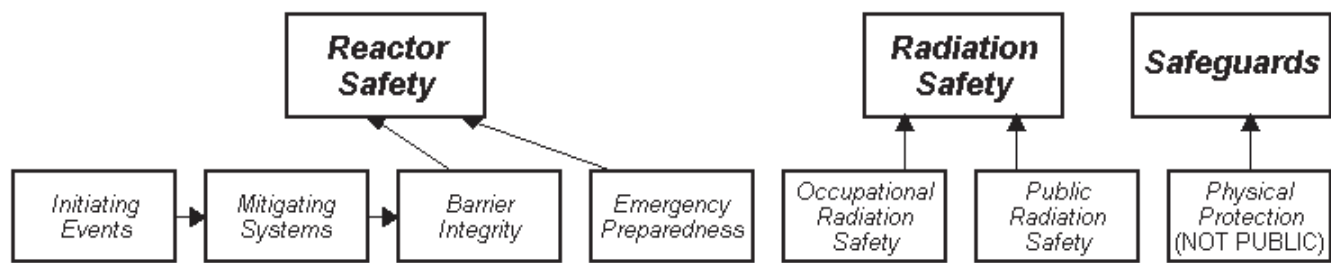 Reactor
Safety
Radiation
Safety
Safeguards
Initiating
Events
Mitigating
Systems
Barrier
Integrity
Emergency
Preparedness
Occupational
Radiation
Safety
Public
Radiation
Safety
Physical
Protection
(NOT PUBLIC)